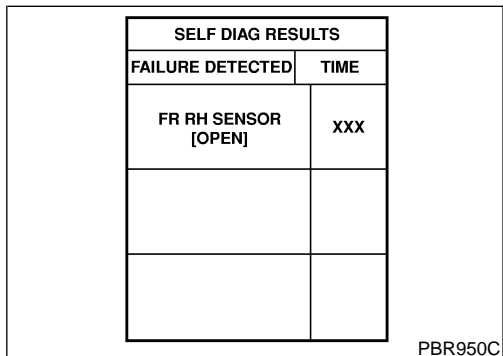 SELF DIAG RESULTS
FAILURE DETECTED TIME
FR RH SENSOR
[OPEN] XXX
PBR950C